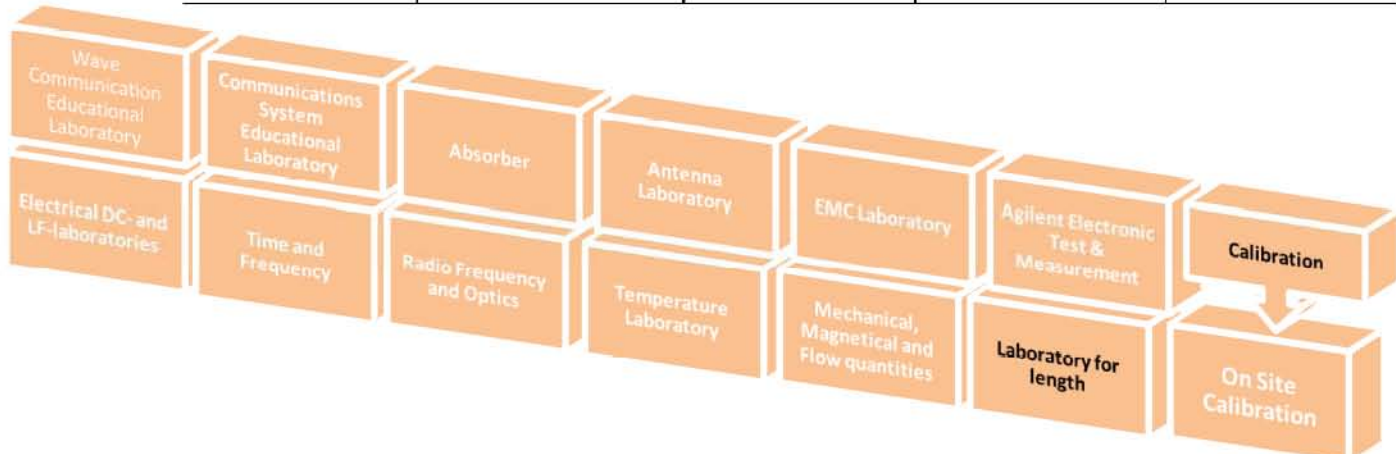 Wave
Communication
Educational
Laboratory
Communications
System
Educational
Laboratory
Absorber
Antenna
Laboratory
EMC Laboratory
Agilent Electronic
Test &
Measurement
Calibration
Electrical DC- and
LF-laboratories
Time and
Frequency
Radio Frequency
and Optics
Temperature
Laboratory
Mechanical,
Magnetical and
Flow quantities
Laboratory for
length
On Site
Calibration